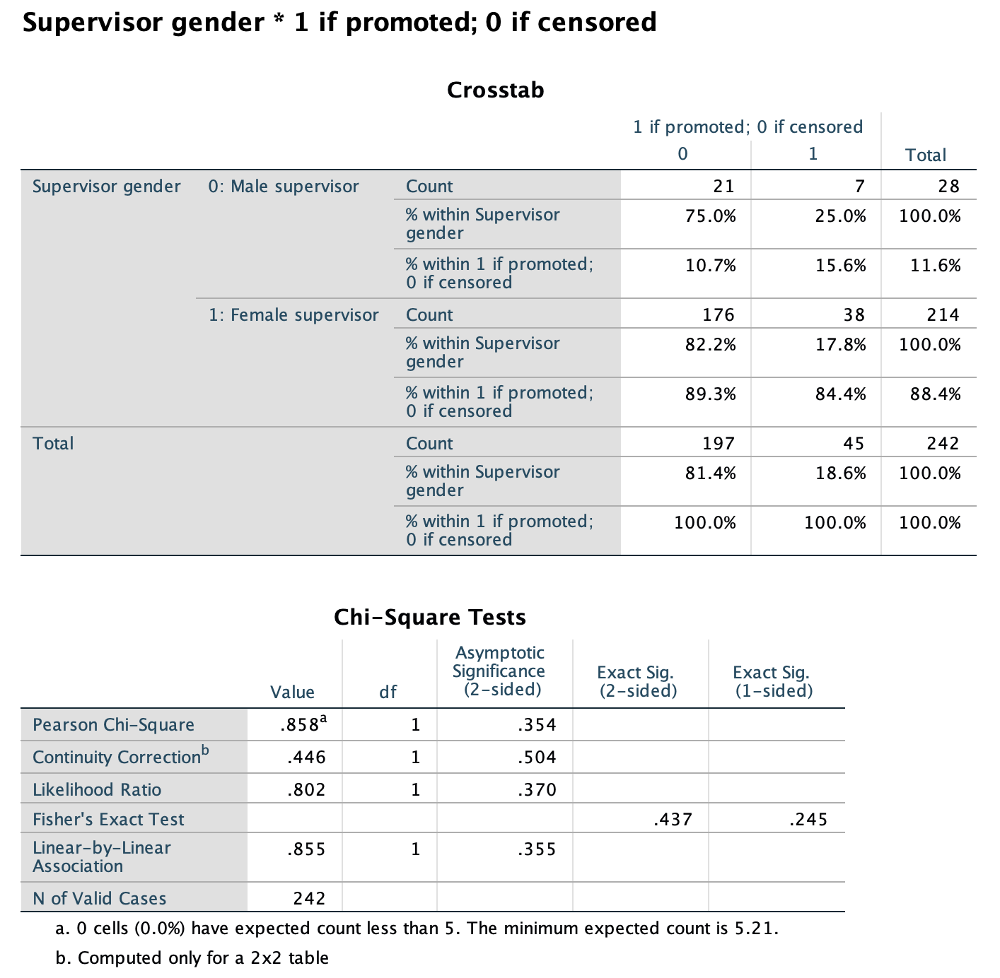 Supervisor gender * 1 if promoted; 0 if censored
Crosstab
1 if promoted; 0 if censored
0 1 Total
Supervisor gender 0: Male supervisor Count 21 7 28
% within Supervisor gender 75.0% 25.0% 100.0%
% within 1 if promoted; 0 if censored 10.7% 15.6% 11.6%
1: Female supervisor Count 176 38 214
% within Supervisor gender 82.2% 17.8% 100.0%
% within 1 if promoted; 0 if censored 89.3% 84.4% 88.4%
Total Count 197 45 242
% within Supervisor gender 81.4% 18.6% 100.0%
% within 1 if promoted; 0 if censored 100.0% 100.0% 100.0%
Chi-Square Tests
Value df Asymptotic Significance (2-sided) Exact Sig. (2-sided) Exact Sig. (1-sided)
Pearson Chi-Square .858a 1 .354
Continuity Correctionb .446 1 .504
Likelihood Ratio .802 1 .370
Fisher's Exact Test .437 .245
Linear-by-Linear Association .855 1 .355
N of Valid Cases 242
a. 0 cells (0.0%) have expected count less than 5. The minimum expected count is 5.21.
b. Computed only for a 2x2 table